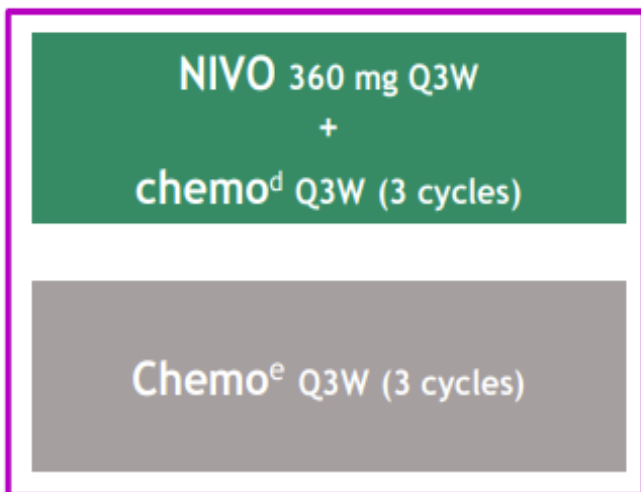 NIVO 360 mg Q3W
+
chemoᵈ Q3W (3 cycles)
Chemoᵉ Q3W (3 cycles)